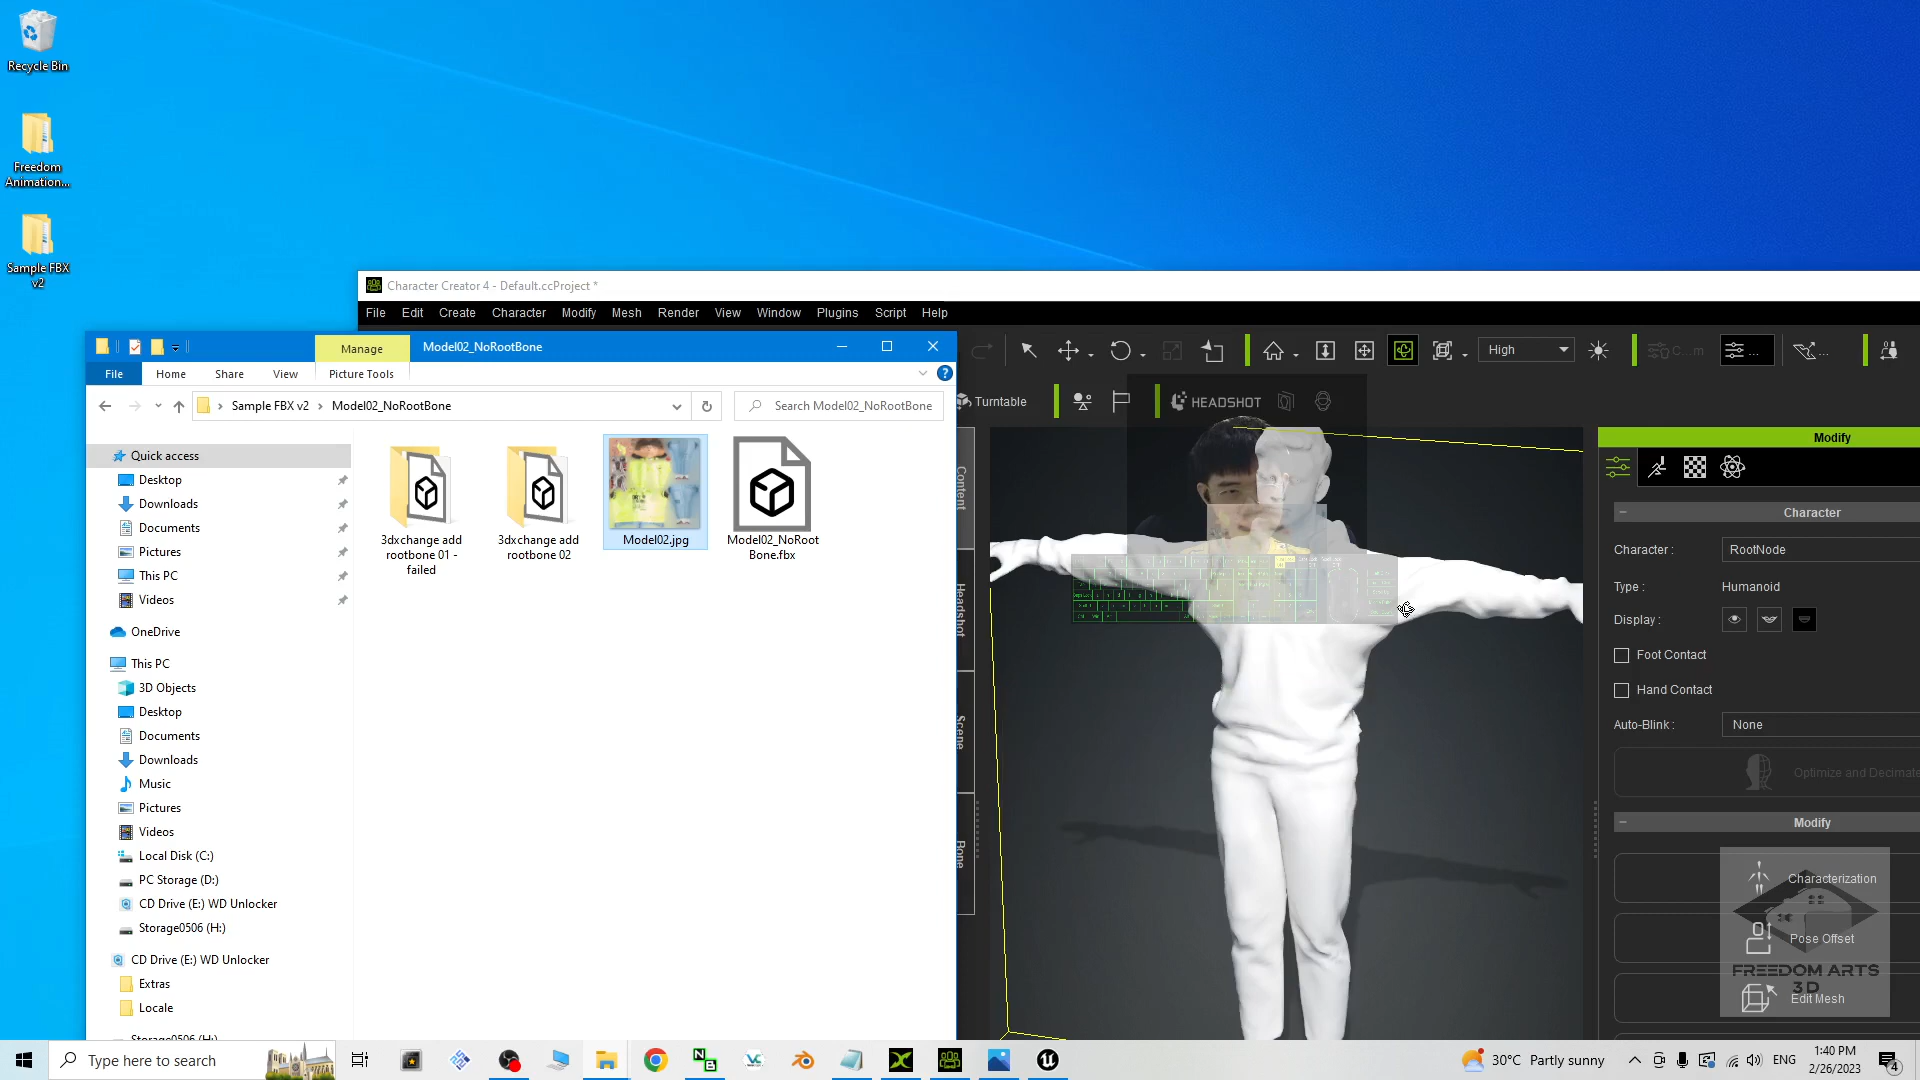 Recycle Bin
Freedom
Animation...
Sample FBX
v2
Character Creator 4 - Default.ccProject *
File Edit Create Character Modify Mesh Render View Window Plugins Script Help
Manage
Model02_NoRootBone
File Home Share View Picture Tools
Sample FBX v2 Model02_NoRootBone
Search Model02_NoRootBone
Quick access
Desktop
Downloads
Documents
Pictures
This PC
Videos
OneDrive
This PC
3D Objects
Desktop
Documents
Downloads
Music
Pictures
Videos
Local Disk (C:)
PC Storage (D:)
CD Drive (E:) WD Unlocker
Storage0506 (H:)
CD Drive (E:) WD Unlocker
Extras
Locale
Storage0506 (H:)
3dxchange add
rootbone 01 -
failed
3dxchange add
rootbone 02
Model02.jpg
Model02_NoRoot
Bone.fbx
High
Turntable
HEADSHOT
Content
Headshot
Scene
Bone
Modify
Character
Character : RootNode
Type : Humanoid
Display :
Foot Contact
Hand Contact
Auto-Blink : None
Optimize and Decimate
Modify
Characterization
Pose Offset
FREEDOM ARTS
3D
Edit Mesh
Type here to search
30°C Partly sunny
ENG
1:40 PM
2/26/2023
4